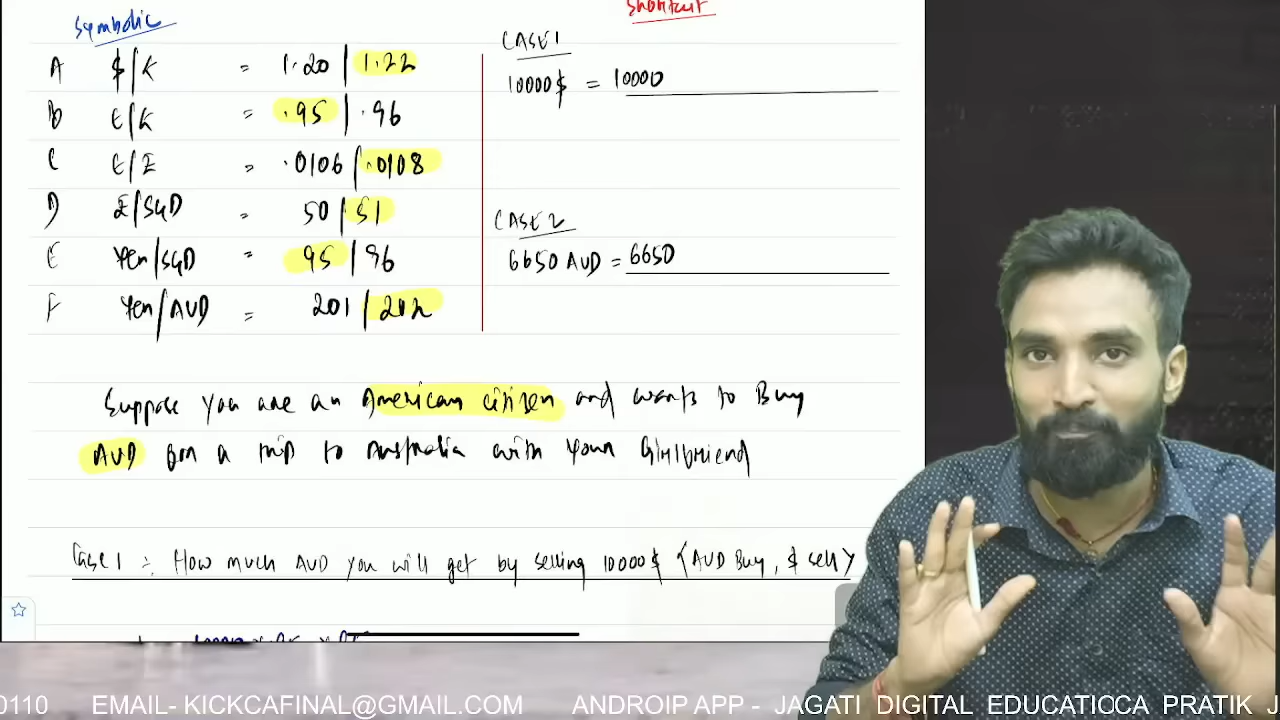 Symbolic
Shortcut
A $/K = 1.20 | 1.22
B £/K = .95 | .96
C £/I = .0106 | .0108
D I/SGD = 50 | 51
E Yen/SGD = 95 | 96
F Yen/AUD = 201 | 202
CASE 1
10000$ = 10000
CASE 2
6650 AUD = 6650
Suppose you are an American citizen and wants to Buy
AUD for a trip to Australia with your Girlfriend
Case 1 :- How much AUD you will get by selling 10000$ {AUD Buy, $ sell}
0110 EMAIL- KICKCAFINAL@GMAIL.COM ANDROIP APP - JAGATI DIGITAL EDUCATIOCA PRATIK J